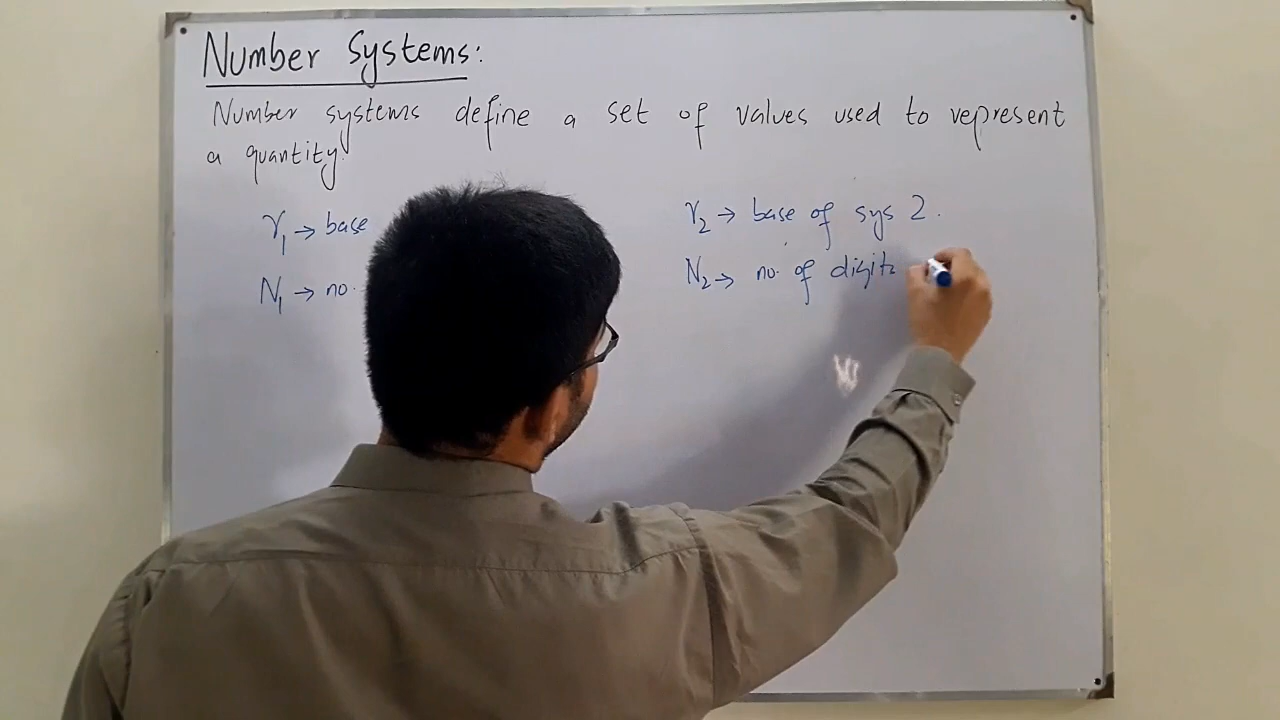 Number Systems:
Number systems define a set of values used to represent
a quantity.
r₁ → base
r₂ → base of sys 2.
N₁ → no.
N₂ → no. of digits